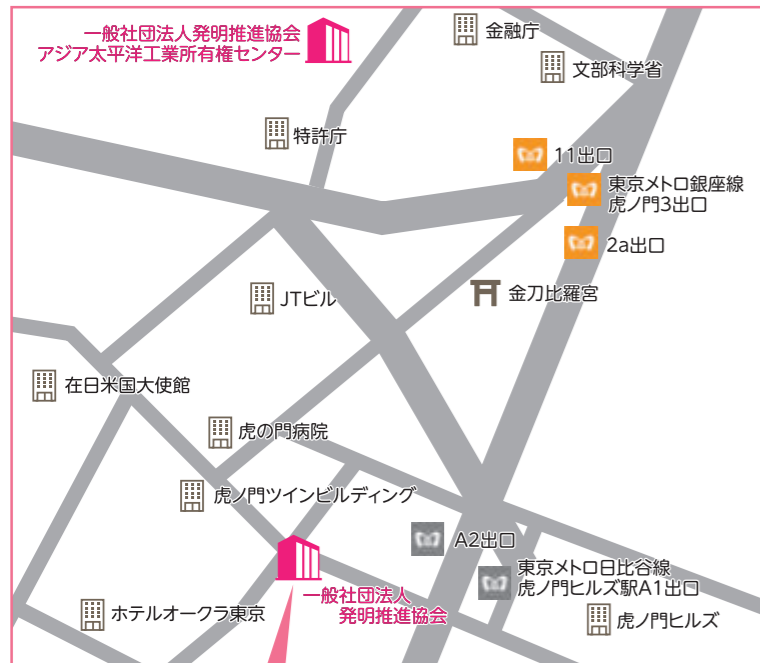 一般社団法人発明推進協会
アジア太平洋工業所有権センター
金融庁
文部科学省
特許庁
11出口
東京メトロ銀座線
虎ノ門3出口
2a出口
JTビル
金刀比羅宮
在日米国大使館
虎の門病院
虎ノ門ツインビルディング
A2出口
東京メトロ日比谷線
虎ノ門ヒルズ駅A1出口
一般社団法人
発明推進協会
ホテルオークラ東京
虎ノ門ヒルズ